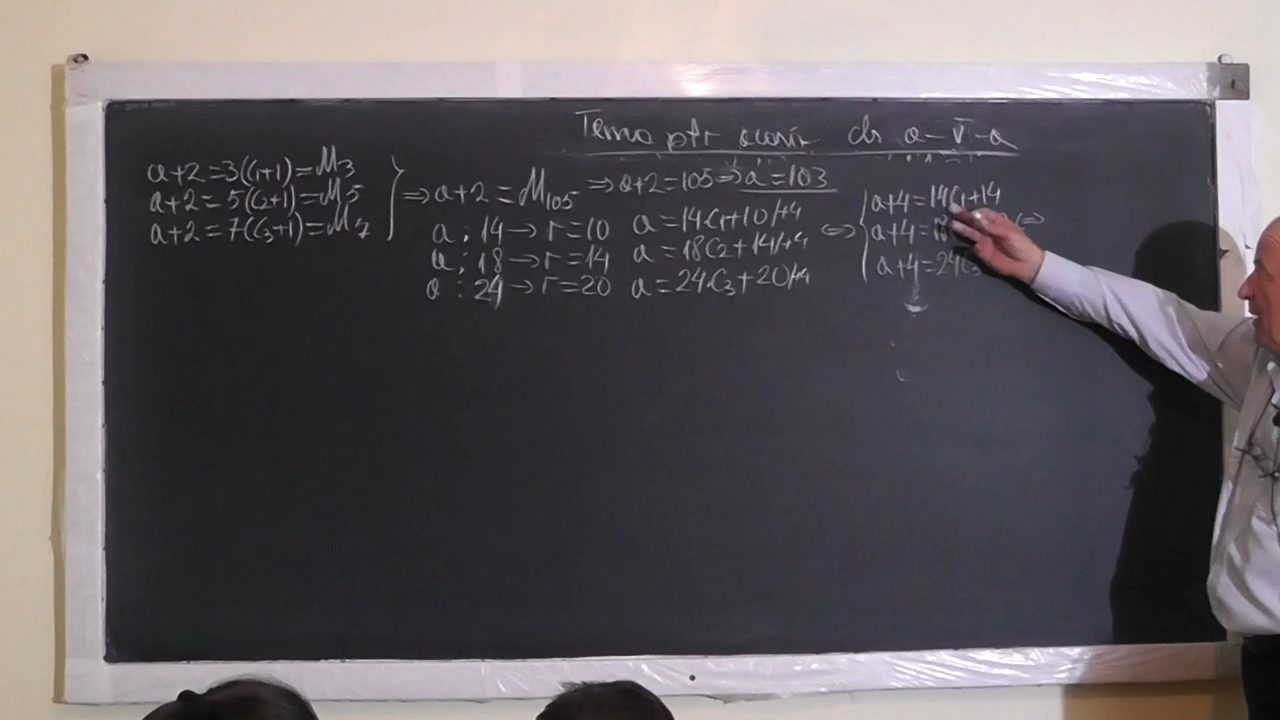 Tema ptr acasă cls a-V-a
a+2=3(C1+1)=M3
a+2=5(C2+1)=M5
a+2=7(C3+1)=M7
⇒ a+2=M105 ⇒ a+2=105 ⇒ a=103
a : 14 → r=10 a=14C1+10/+4
a : 18 → r=14 a=18C2+14/+4
a : 24 → r=20 a=24C3+20/+4
⇔ a+4=14C1+14
a+4=18 ⇔
a+4=24C3